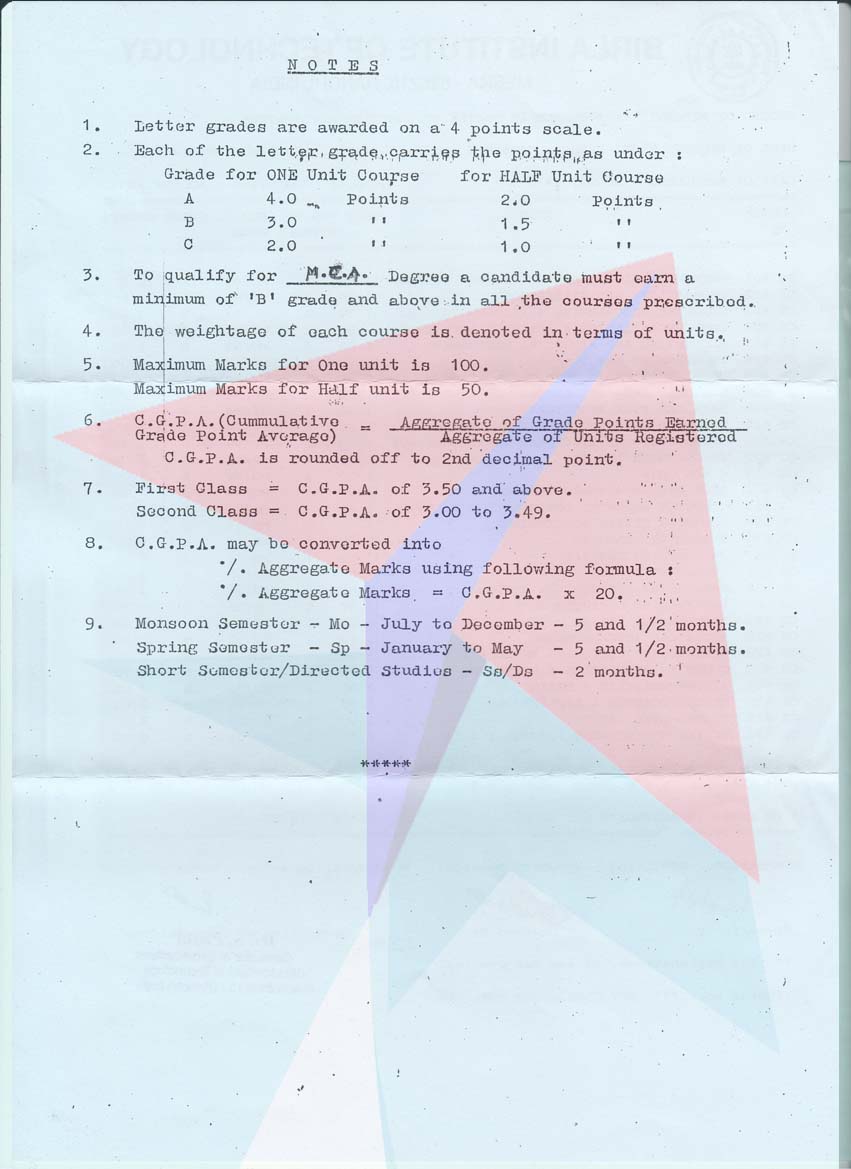 NOTES
1. Letter grades are awarded on a 4 points scale.
2. Each of the letter grade carries the points as under :
Grade for ONE Unit Course for HALF Unit Course
A 4.0 Points 2.0 Points
B 3.0 '' 1.5 ''
C 2.0 '' 1.0 ''
3. To qualify for M.C.A. Degree a candidate must earn a
minimum of 'B' grade and above in all the courses prescribed.
4. The weightage of each course is denoted in terms of units.
5. Maximum Marks for One unit is 100.
Maximum Marks for Half unit is 50.
6. C.G.P.A.(Cummulative = Aggregate of Grade Points Earned
Grade Point Average) Aggregate of Units Registered
C.G.P.A. is rounded off to 2nd decimal point.
7. First Class = C.G.P.A. of 3.50 and above.
Second Class = C.G.P.A. of 3.00 to 3.49.
8. C.G.P.A. may be converted into
'/. Aggregate Marks using following formula :
'/. Aggregate Marks = C.G.P.A. x 20.
9. Monsoon Semester - Mo - July to December - 5 and 1/2 months.
Spring Semester - Sp - January to May - 5 and 1/2 months.
Short Semester/Directed Studies - Ss/Ds - 2 months.
*****
BIRLA INSTITUTE OF TECHNOLOGY